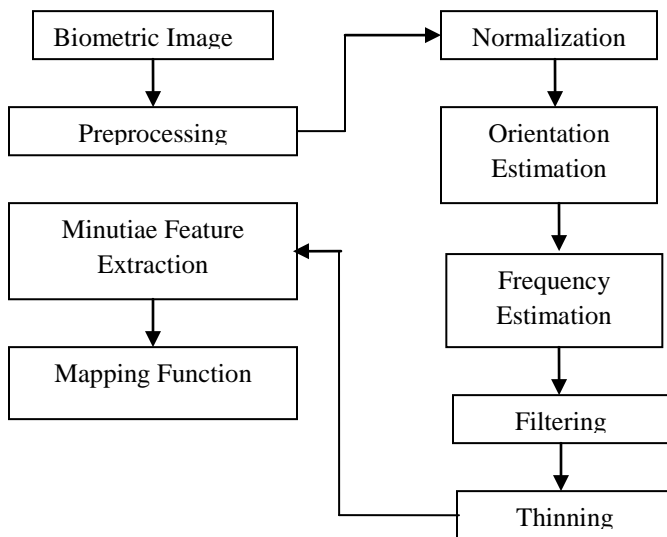 Biometric Image
Preprocessing
Normalization
Orientation
Estimation
Frequency
Estimation
Filtering
Thinning
Minutiae Feature
Extraction
Mapping Function